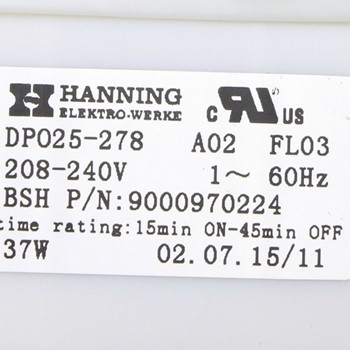 HANNING
ELEKTRO-WERKE
c RU US
DP025-278 A02 FL03
208-240V 1~ 60Hz
BSH P/N:9000970224
time rating:15min ON-45min OFF
37W 02.07.15/11